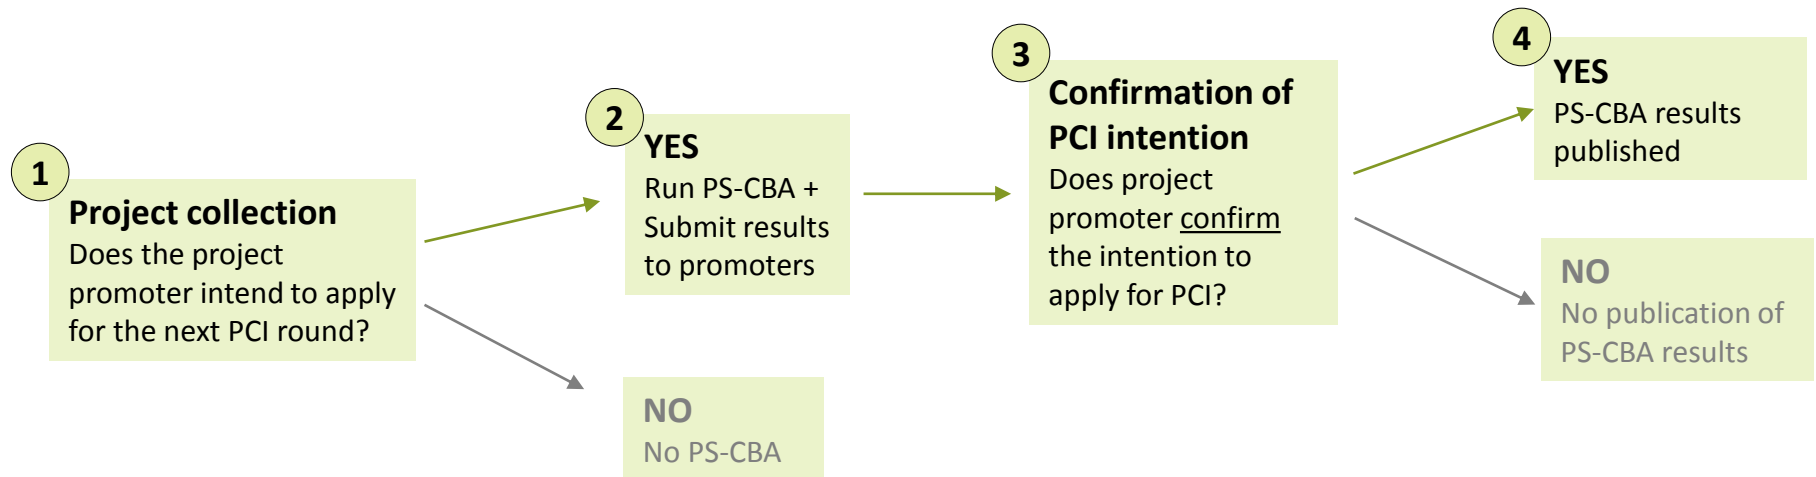 1
Project collection
Does the project
promoter intend to apply
for the next PCI round?
2
YES
Run PS-CBA +
Submit results
to promoters
NO
No PS-CBA
3
Confirmation of
PCI intention
Does project
promoter confirm
the intention to
apply for PCI?
4
YES
PS-CBA results
published
NO
No publication of
PS-CBA results